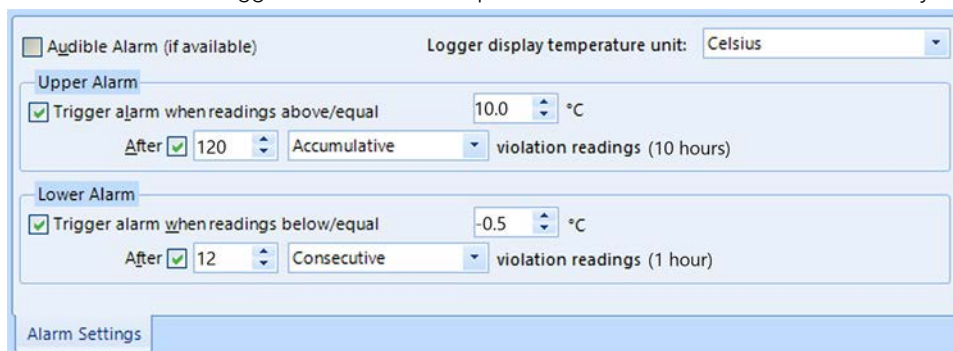 Audible Alarm (if available) Logger display temperature unit: Celsius
Upper Alarm
Trigger alarm when readings above/equal 10.0 °C
After 120 Accumulative violation readings (10 hours)
Lower Alarm
Trigger alarm when readings below/equal -0.5 °C
After 12 Consecutive violation readings (1 hour)
Alarm Settings